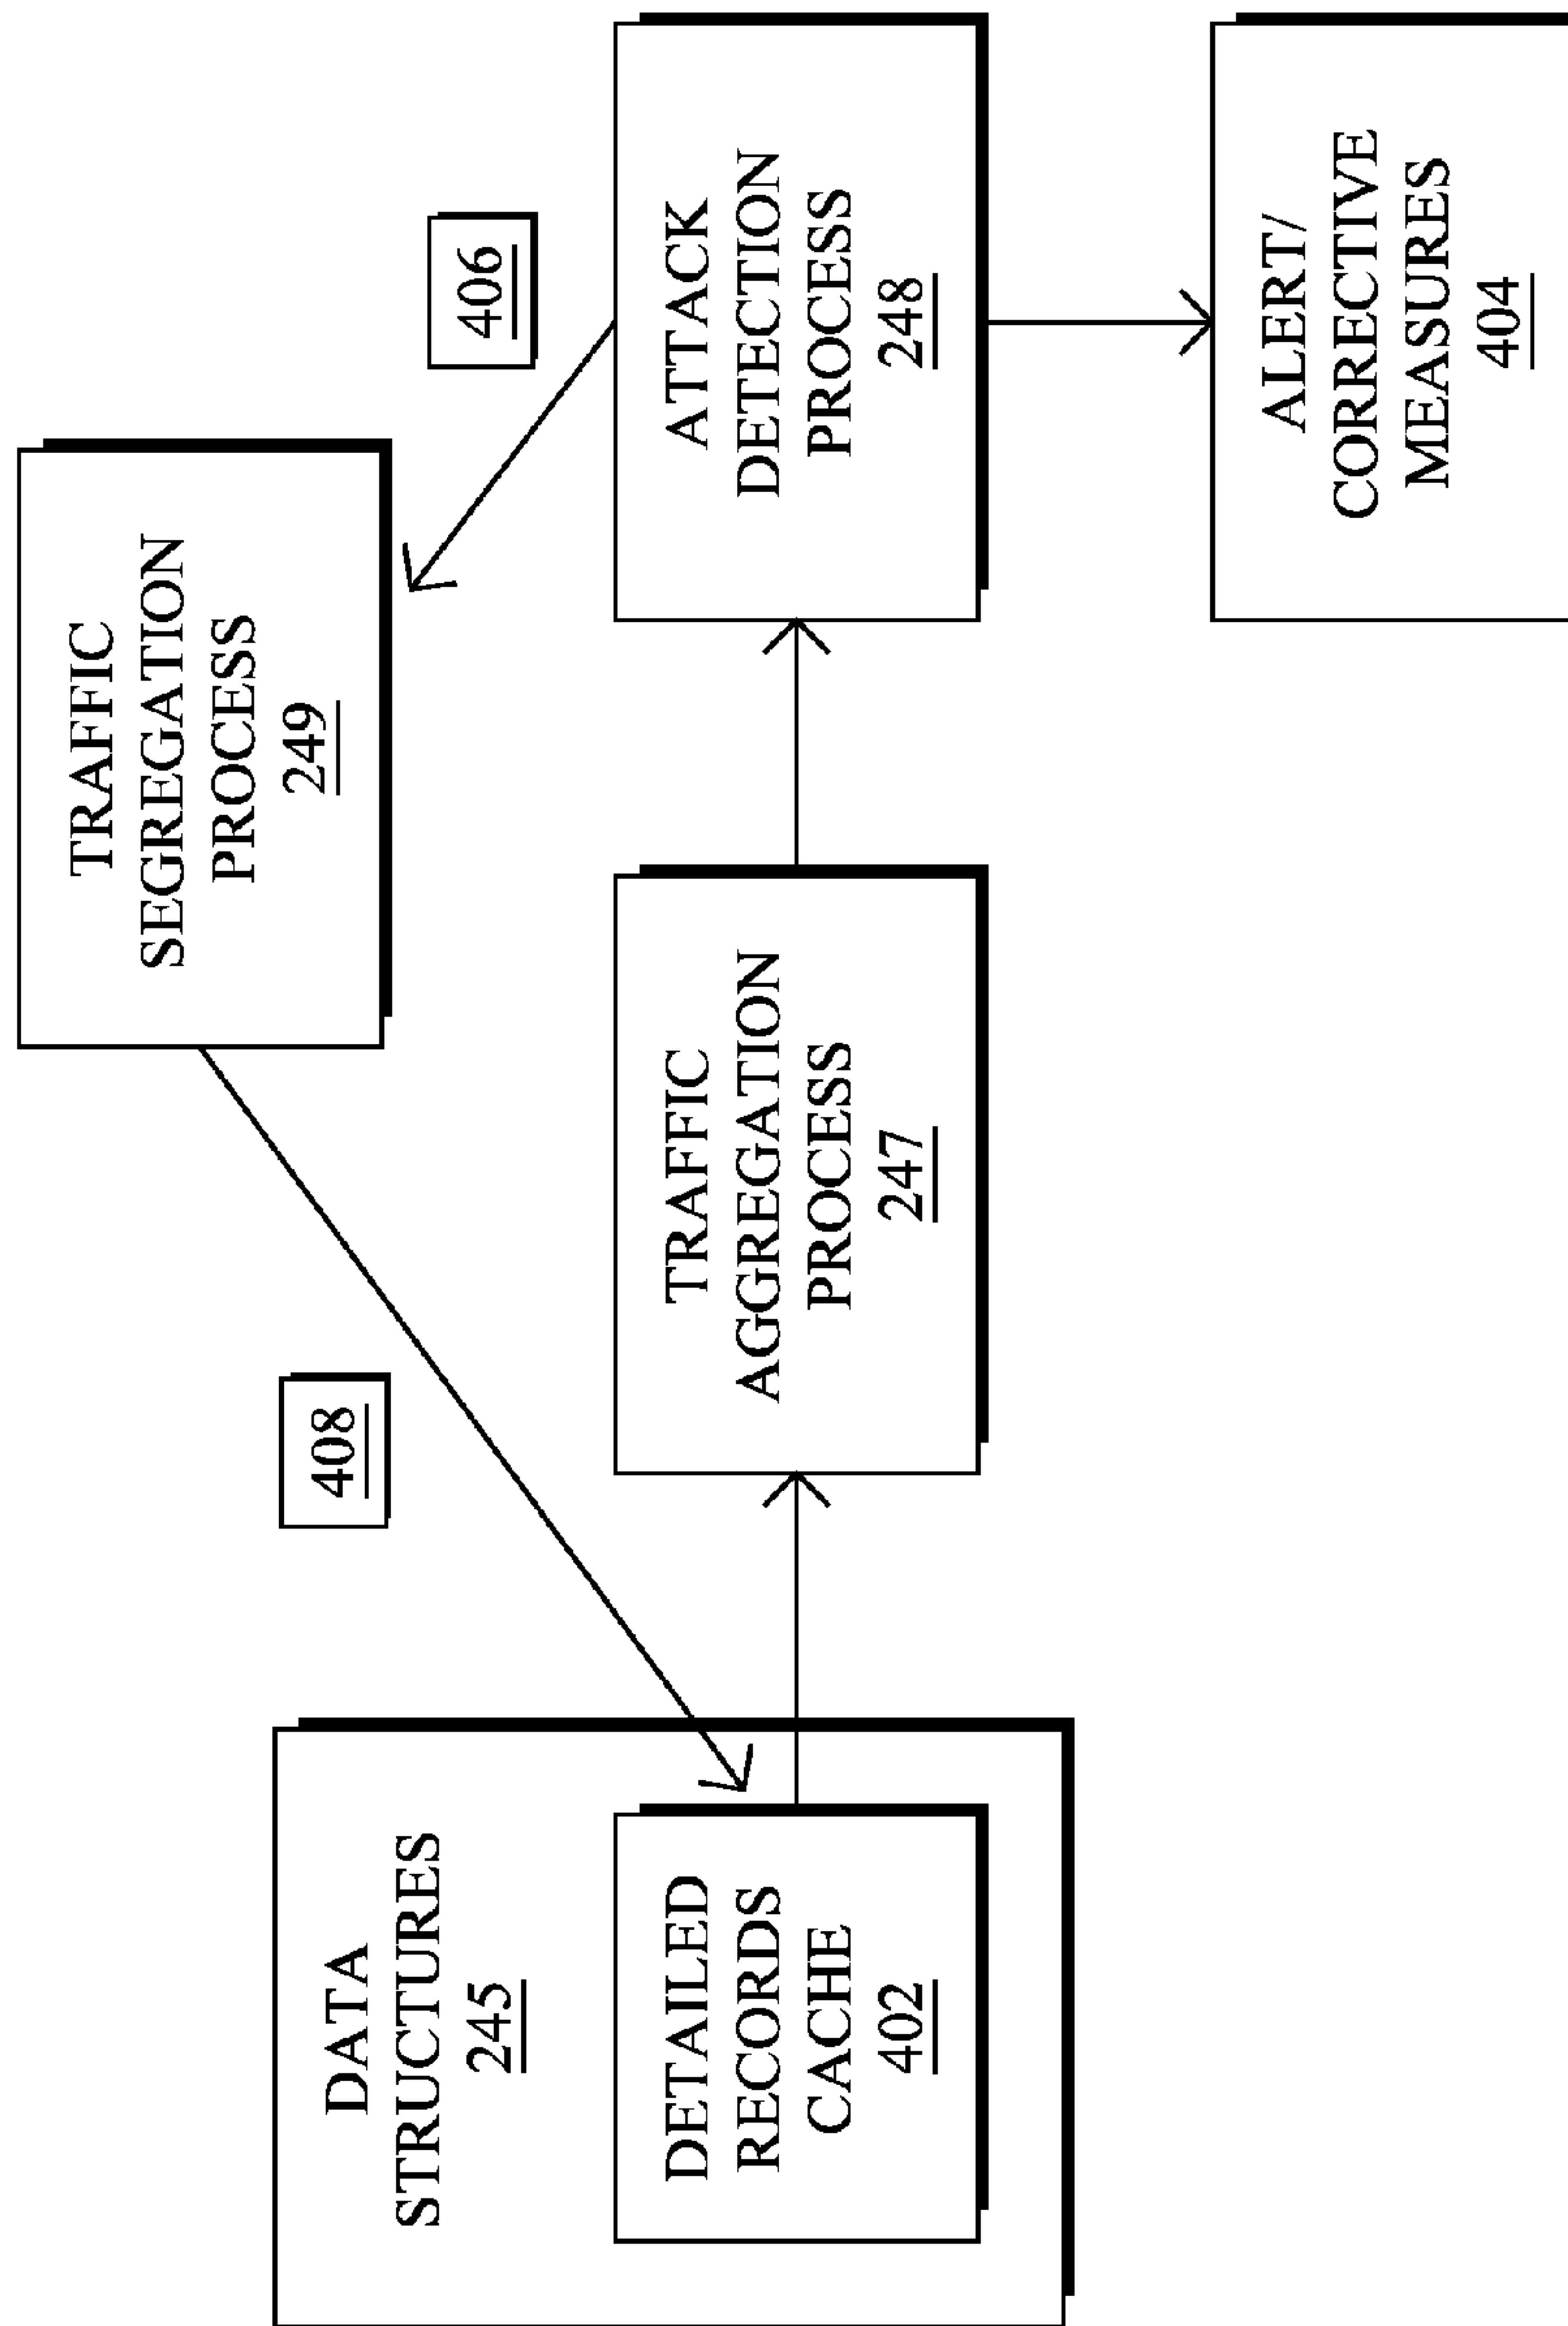 TRAFFIC
SEGREGATION
PROCESS
249
406
408
DATA
STRUCTURES
245
DETAILED
RECORDS
CACHE
402
TRAFFIC
AGGREGATION
PROCESS
247
ATTACK
DETECTION
PROCESS
248
ALERT/
CORRECTIVE
MEASURES
404